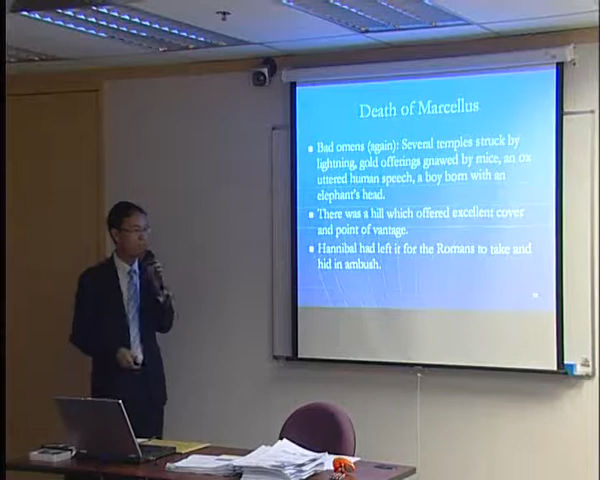 Death of Marcellus
Bad omens (again): Several temples struck by
lightning, gold offerings gnawed by mice, an ox
uttered human speech, a boy born with an
elephant's head.
There was a hill which offered excellent cover
and point of vantage.
Hannibal had left it for the Romans to take and
hid in ambush.